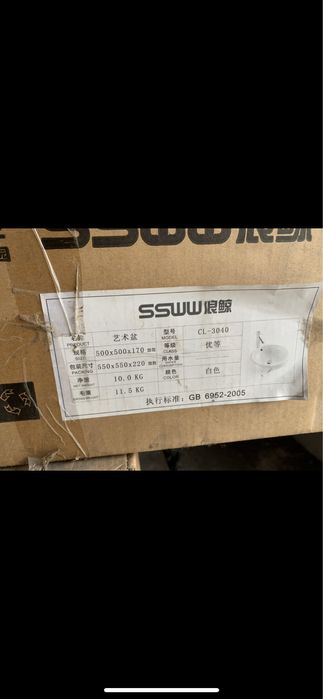 SSWW浪鲸
SSWW浪鲸
名称 PRODUCT 艺术盆 型号 MODEL CL-3040
规格 SIZE 500x500x170 等级 CLASS 优等
包装尺寸 PACKING 550x550x220 用水量
净重 10.0 KG 颜色 COLOR 白色
毛重 11.5 KG
执行标准: GB 6952-2005